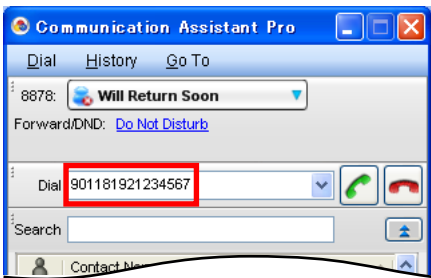 Communication Assistant Pro
Dial History Go To
8878: Will Return Soon
Forward/DND: Do Not Disturb
Dial 901181921234567
Search
Contact